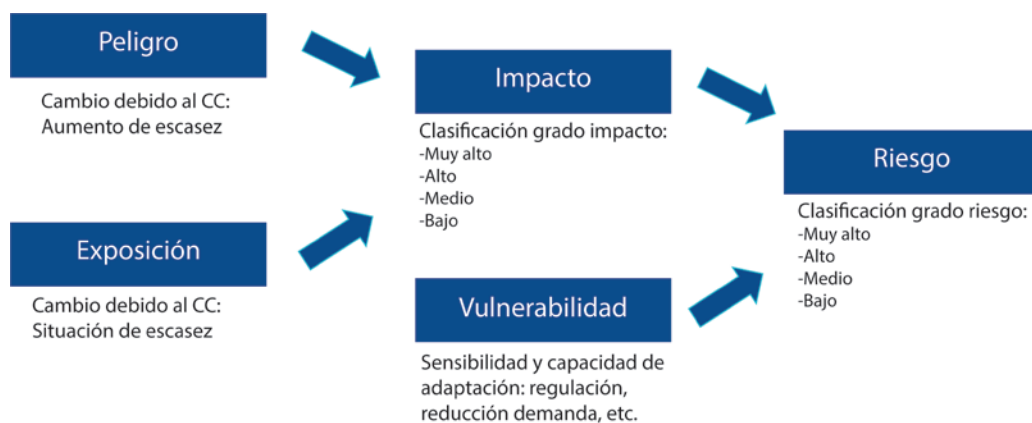 Peligro
Cambio debido al CC:
Aumento de escasez
Exposición
Cambio debido al CC:
Situación de escasez
Impacto
Clasificación grado impacto:
-Muy alto
-Alto
-Medio
-Bajo
Vulnerabilidad
Sensibilidad y capacidad de
adaptación: regulación,
reducción demanda, etc.
Riesgo
Clasificación grado riesgo:
-Muy alto
-Alto
-Medio
-Bajo